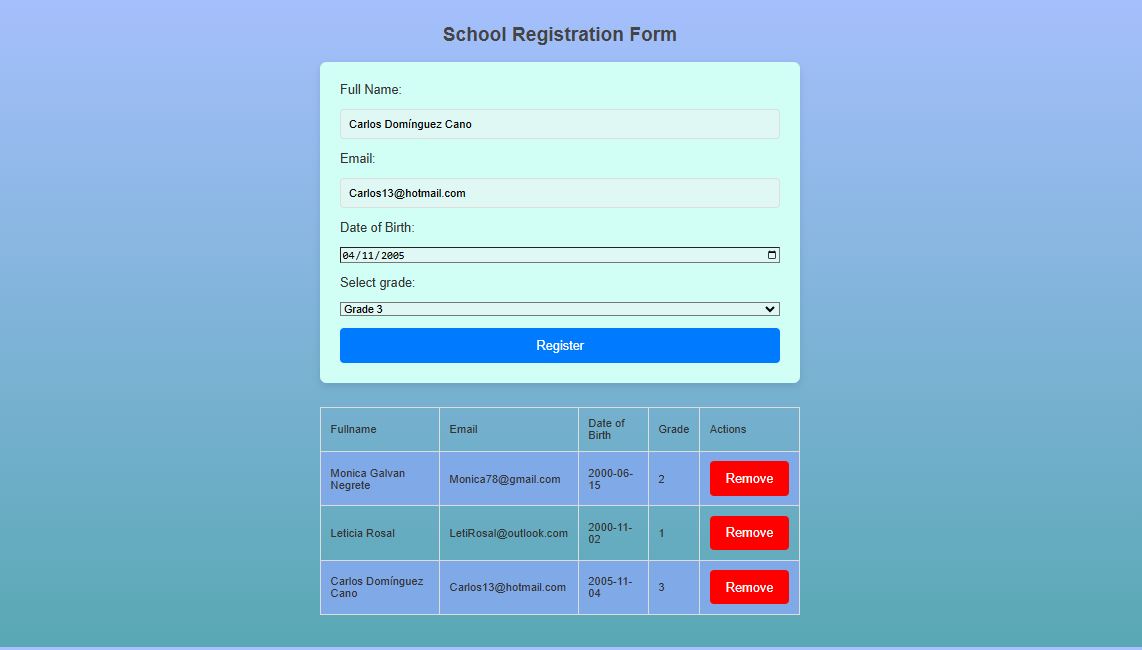 School Registration Form
Full Name:
Carlos Domínguez Cano
Email:
Carlos13@hotmail.com
Date of Birth:
04/11/2005
Select grade:
Grade 3
Register
Fullname
Email
Date of
Birth
Grade
Actions
Monica Galvan
Negrete
Monica78@gmail.com
2000-06-
15
2
Remove
Leticia Rosal
LetiRosal@outlook.com
2000-11-
02
1
Remove
Carlos Domínguez
Cano
Carlos13@hotmail.com
2005-11-
04
3
Remove